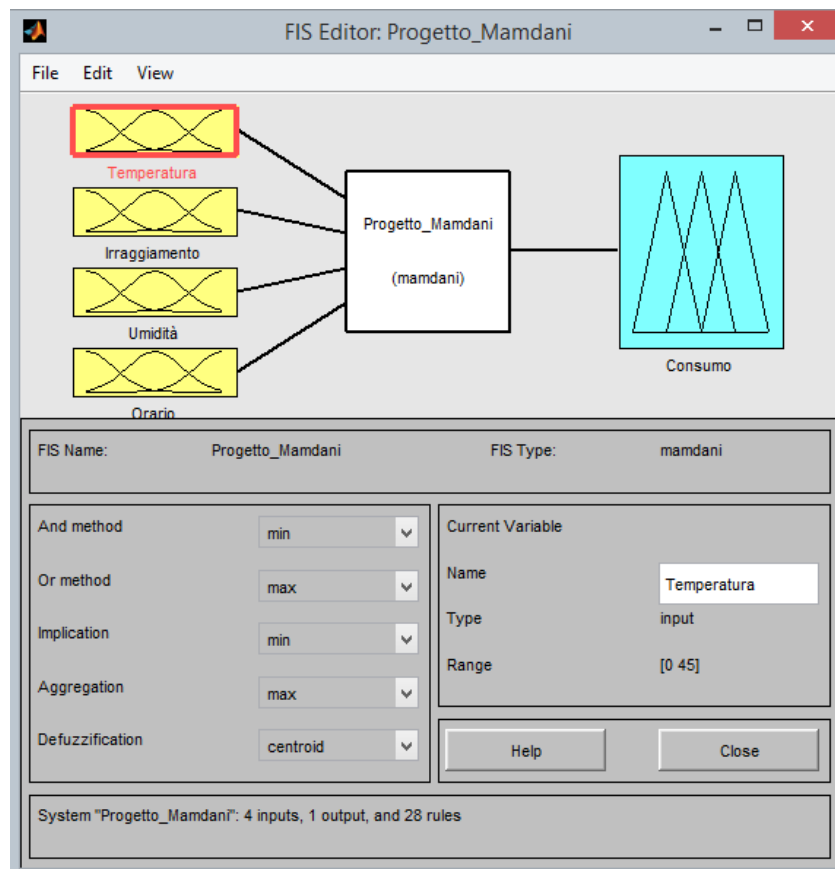 FIS Editor: Progetto_Mamdani
File Edit View
Temperatura
Irraggiamento
Umidità
Orario
Progetto_Mamdani
(mamdani)
Consumo
FIS Name: Progetto_Mamdani FIS Type: mamdani
And method min
Or method max
Implication min
Aggregation max
Defuzzification centroid
Current Variable
Name Temperatura
Type input
Range [0 45]
Help Close
System "Progetto_Mamdani": 4 inputs, 1 output, and 28 rules